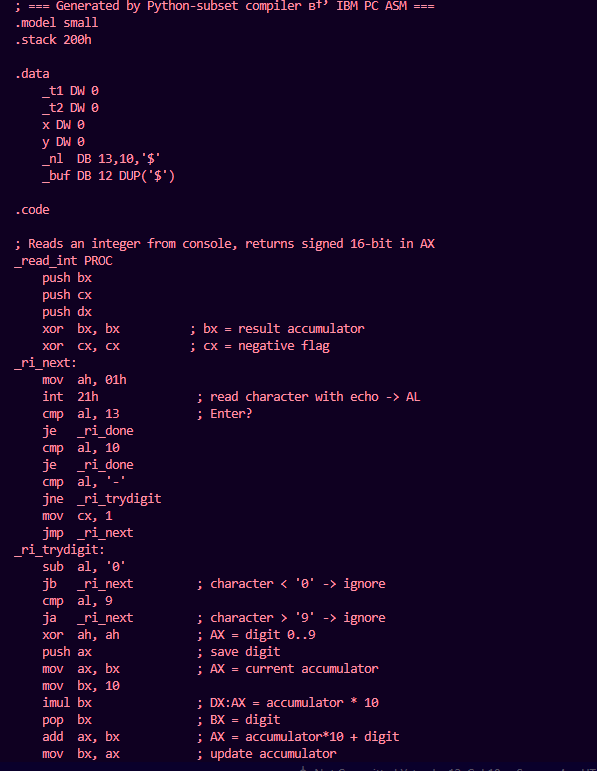 ; === Generated by Python-subset compiler в†’ IBM PC ASM ===
.model small
.stack 200h
.data
_t1 DW 0
_t2 DW 0
x DW 0
y DW 0
_nl  DB 13,10,'$'
_buf DB 12 DUP('$')
.code
; Reads an integer from console, returns signed 16-bit in AX
_read_int PROC
push bx
push cx
push dx
xor  bx, bx          ; bx = result accumulator
xor  cx, cx          ; cx = negative flag
_ri_next:
mov  ah, 01h
int  21h              ; read character with echo -> AL
cmp  al, 13           ; Enter?
je   _ri_done
cmp  al, 10
je   _ri_done
cmp  al, '-'
jne  _ri_trydigit
mov  cx, 1
jmp  _ri_next
_ri_trydigit:
sub  al, '0'
jb   _ri_next         ; character < '0' -> ignore
cmp  al, 9
ja   _ri_next         ; character > '9' -> ignore
xor  ah, ah           ; AX = digit 0..9
push ax               ; save digit
mov  ax, bx           ; AX = current accumulator
mov  bx, 10
imul bx               ; DX:AX = accumulator * 10
pop  bx               ; BX = digit
add  ax, bx           ; AX = accumulator*10 + digit
mov  bx, ax           ; update accumulator